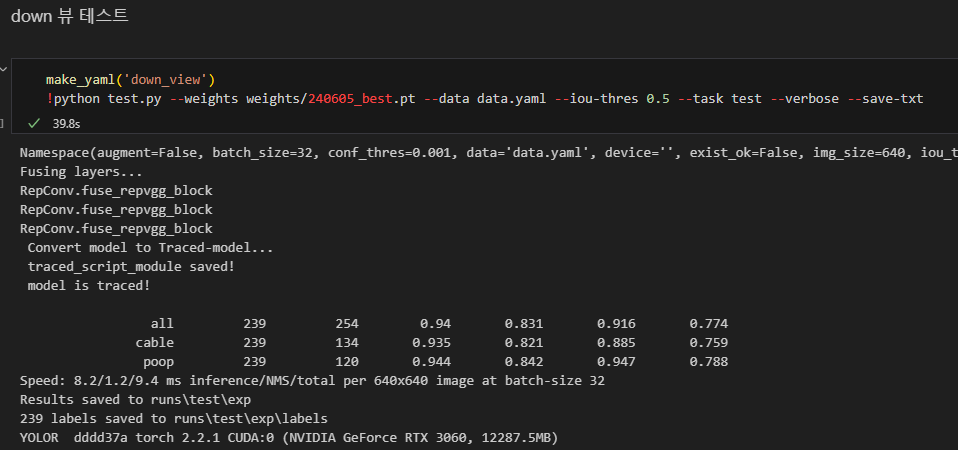 down 뷰 테스트
make_yaml('down_view')
!python test.py --weights weights/240605_best.pt --data data.yaml --iou-thres 0.5 --task test --verbose --save-txt
] ✓ 39.8s
Namespace(augment=False, batch_size=32, conf_thres=0.001, data='data.yaml', device='', exist_ok=False, img_size=640, iou_t
Fusing layers...
RepConv.fuse_repvgg_block
RepConv.fuse_repvgg_block
RepConv.fuse_repvgg_block
Convert model to Traced-model...
traced_script_module saved!
model is traced!
all 239 254 0.94 0.831 0.916 0.774
cable 239 134 0.935 0.821 0.885 0.759
poop 239 120 0.944 0.842 0.947 0.788
Speed: 8.2/1.2/9.4 ms inference/NMS/total per 640x640 image at batch-size 32
Results saved to runs\test\exp
239 labels saved to runs\test\exp\labels
YOLOR dddd37a torch 2.2.1 CUDA:0 (NVIDIA GeForce RTX 3060, 12287.5MB)